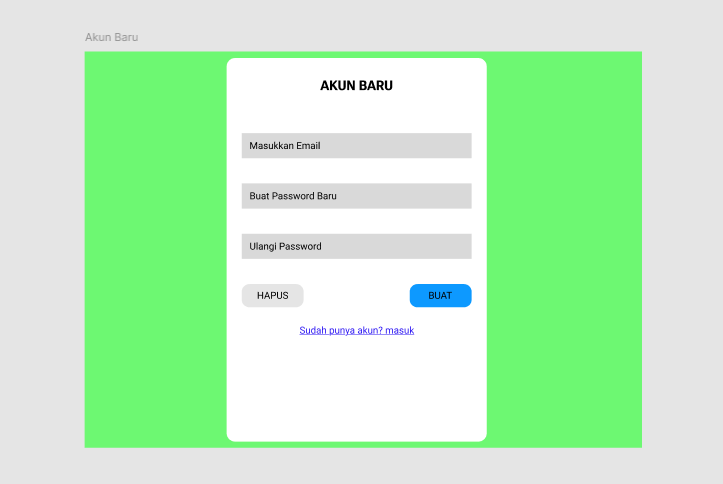 Akun Baru
AKUN BARU
Masukkan Email
Buat Password Baru
Ulangi Password
HAPUS
BUAT
Sudah punya akun? masuk